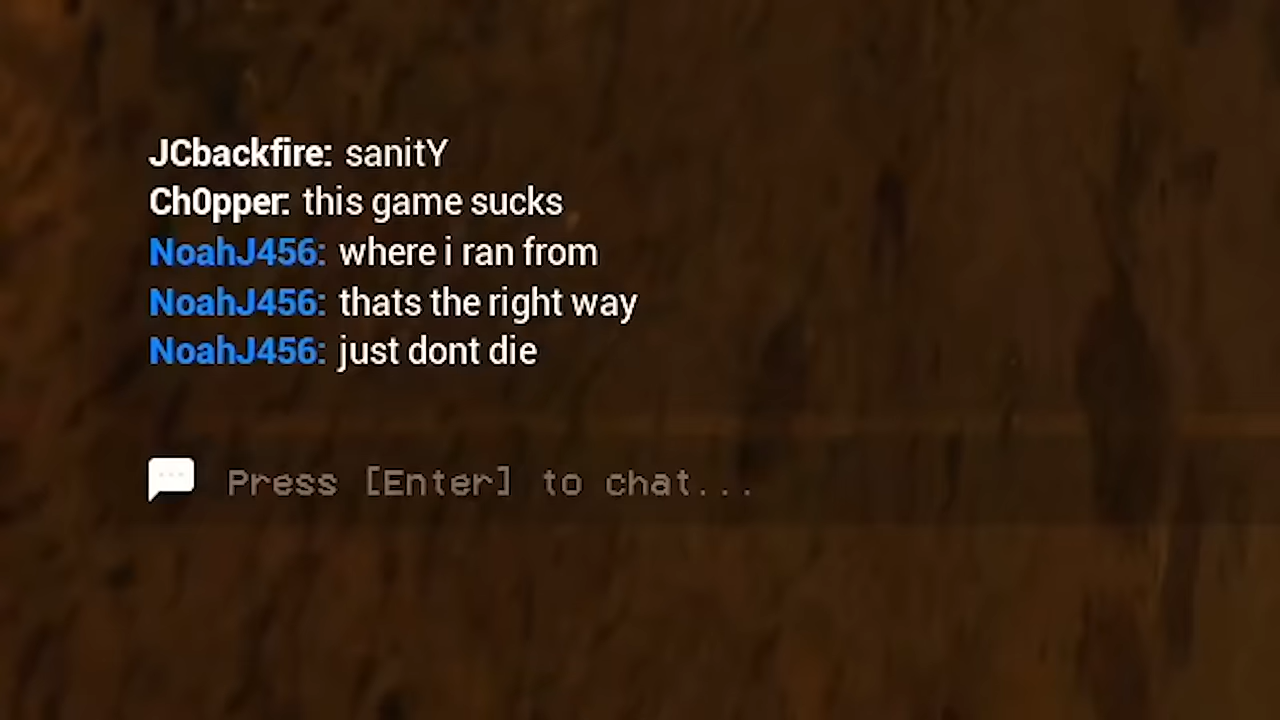 JCbackfire: sanitY
Ch0pper: this game sucks
NoahJ456: where i ran from
NoahJ456: thats the right way
NoahJ456: just dont die
Press [Enter] to chat...